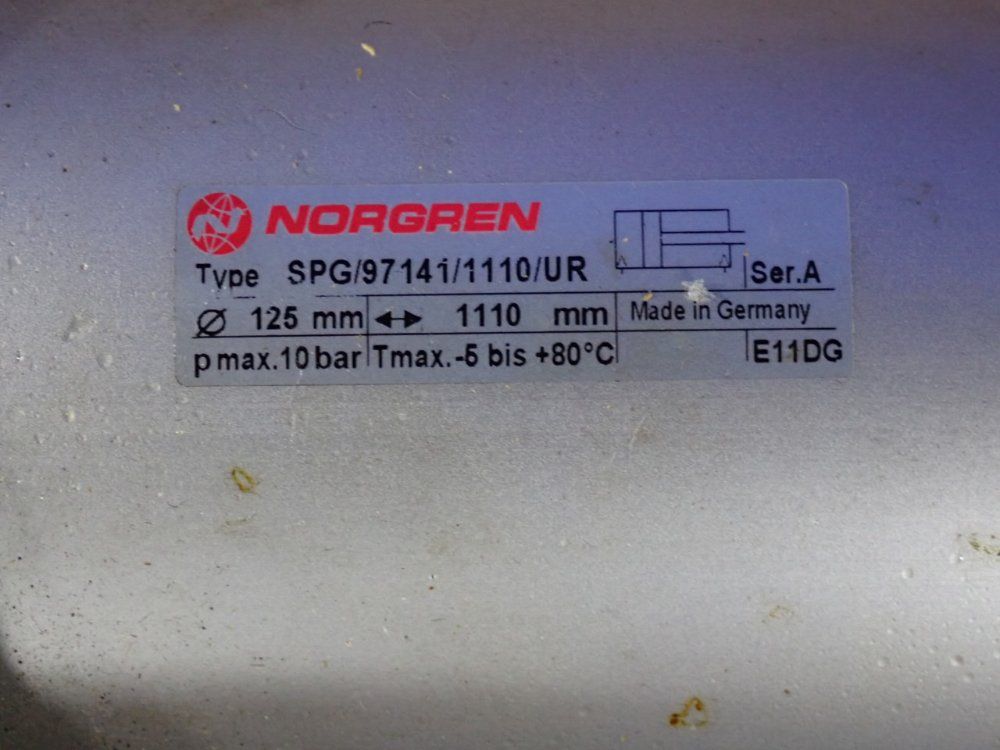 NORGREN
Type SPG/97141/1110/UR Ser.A
⌀ 125 mm ↔ 1110 mm Made in Germany
p max.10 bar Tmax.-5 bis +80°C E11DG